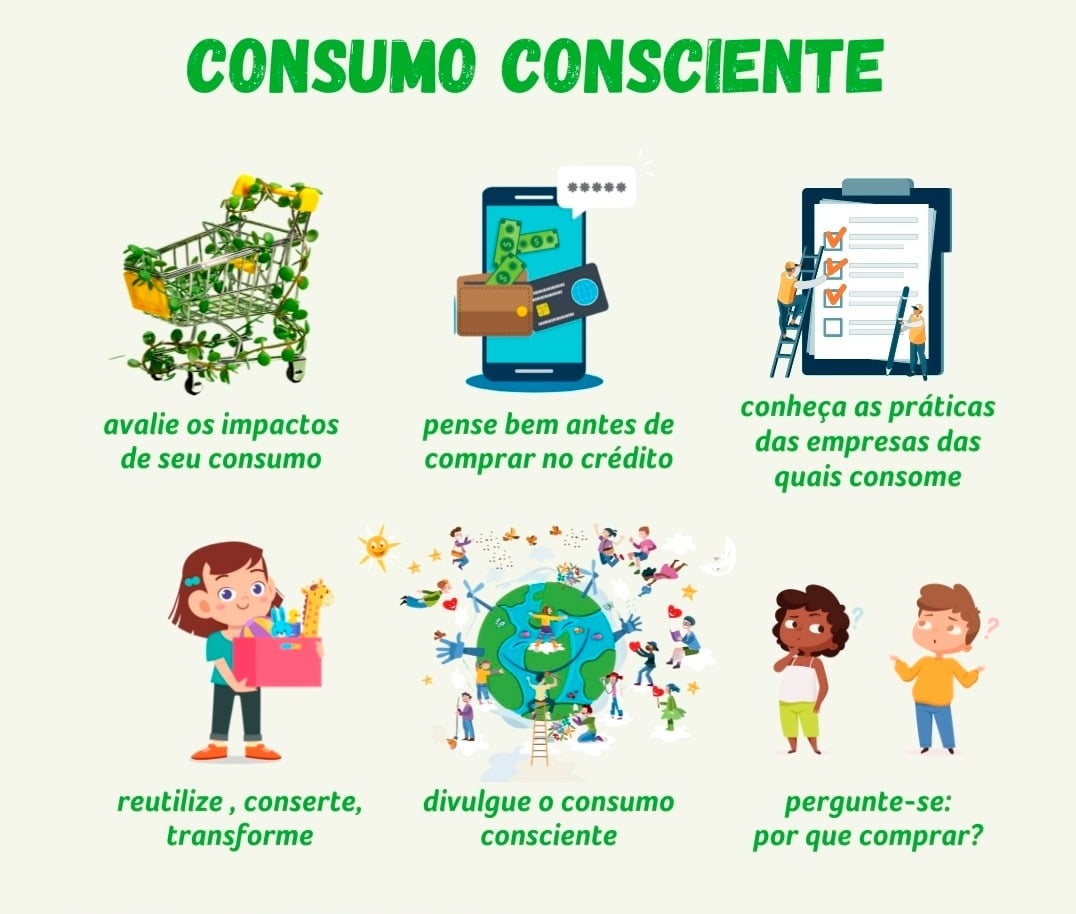 CONSUMO CONSCIENTE
avalie os impactos
de seu consumo
pense bem antes de
comprar no crédito
conheça as práticas
das empresas das
quais consome
reutilize , conserte,
transforme
divulgue o consumo
consciente
pergunte-se:
por que comprar?